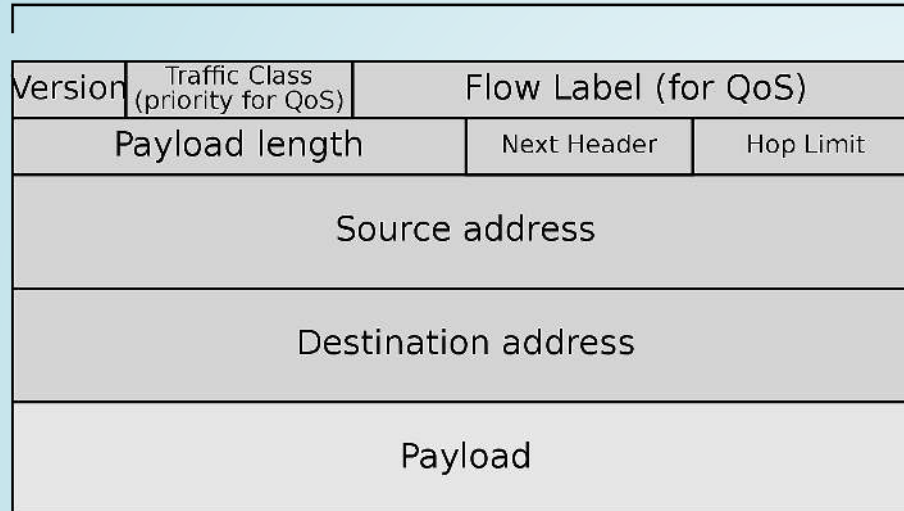 Version
Traffic Class
(priority for QoS)
Flow Label (for QoS)
Payload length
Next Header
Hop Limit
Source address
Destination address
Payload